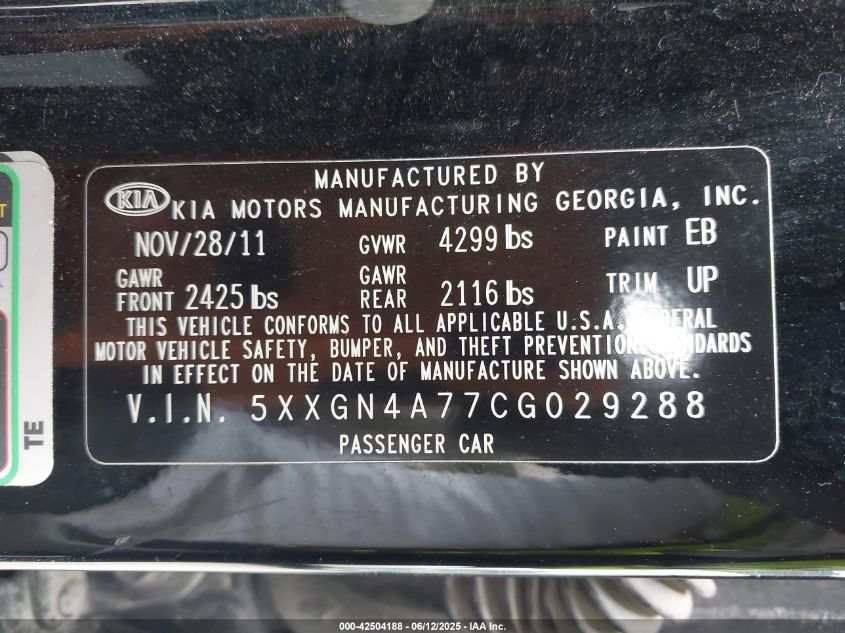 MANUFACTURED BY
KIA KIA MOTORS MANUFACTURING GEORGIA, INC.
NOV/28/11 GVWR 4299 lbs PAINT EB
GAWR FRONT 2425 lbs GAWR REAR 2116 lbs TRIM UP
THIS VEHICLE CONFORMS TO ALL APPLICABLE U.S.A. FEDERAL
MOTOR VEHICLE SAFETY, BUMPER, AND THEFT PREVENTION STANDARDS
IN EFFECT ON THE DATE OF MANUFACTURE SHOWN ABOVE.
V.I.N. 5XXGN4A77CG029288
PASSENGER CAR
TE
000-42504188 - 06/12/2025 - IAA Inc.